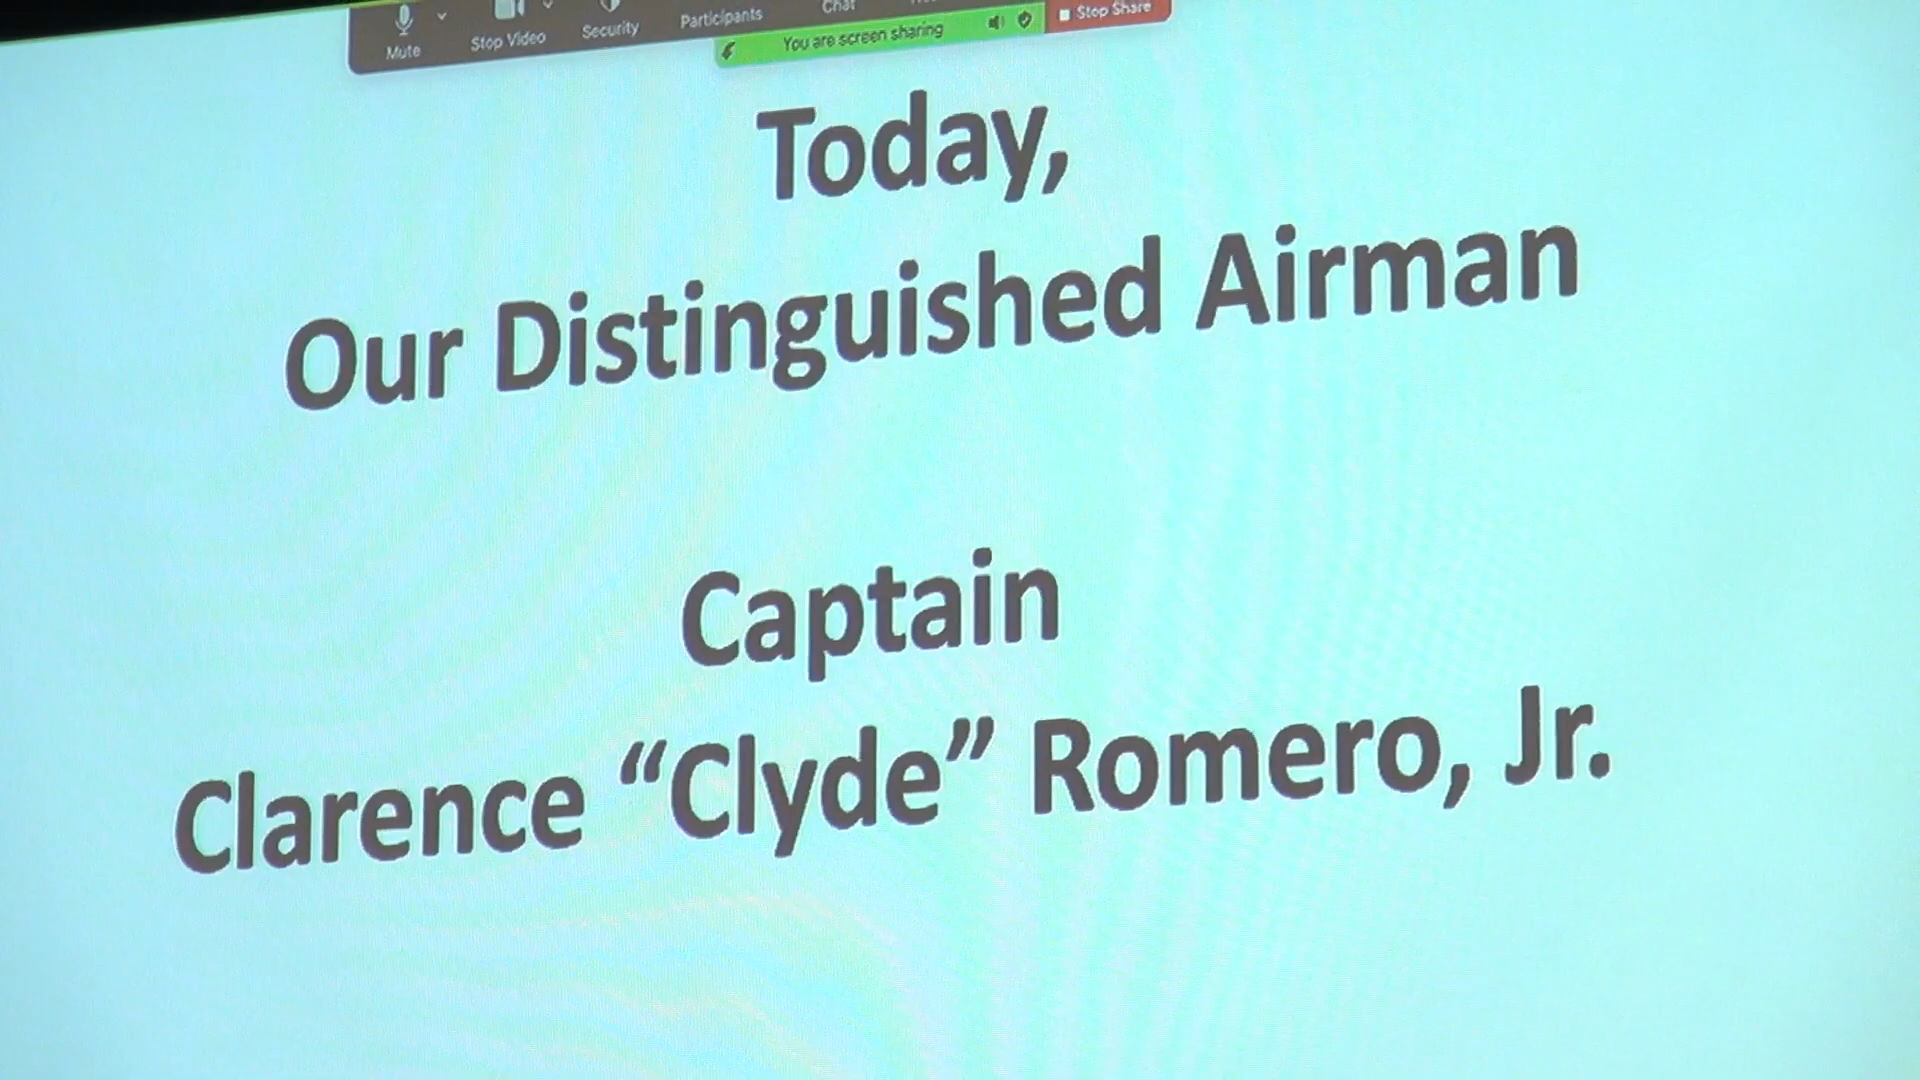 Mute
Stop Video
Security
Participants
Chat
You are screen sharing
Stop Share
Today,
Our Distinguished Airman
Captain
Clarence “Clyde” Romero, Jr.